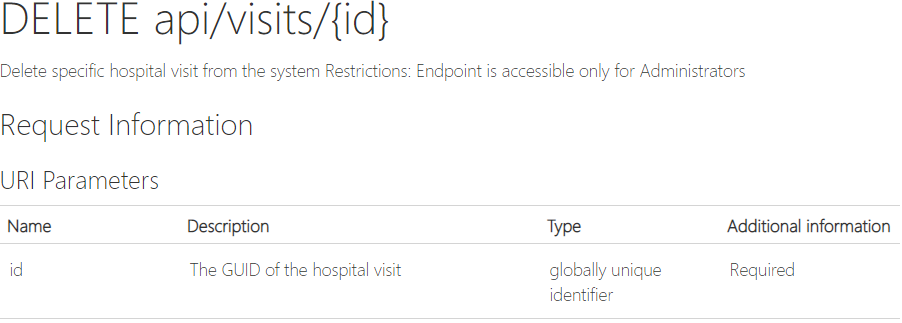 DELETE api/visits/{id}
Delete specific hospital visit from the system Restrictions: Endpoint is accessible only for Administrators
Request Information
URI Parameters
Name Description Type Additional information
id The GUID of the hospital visit globally unique Required
identifier